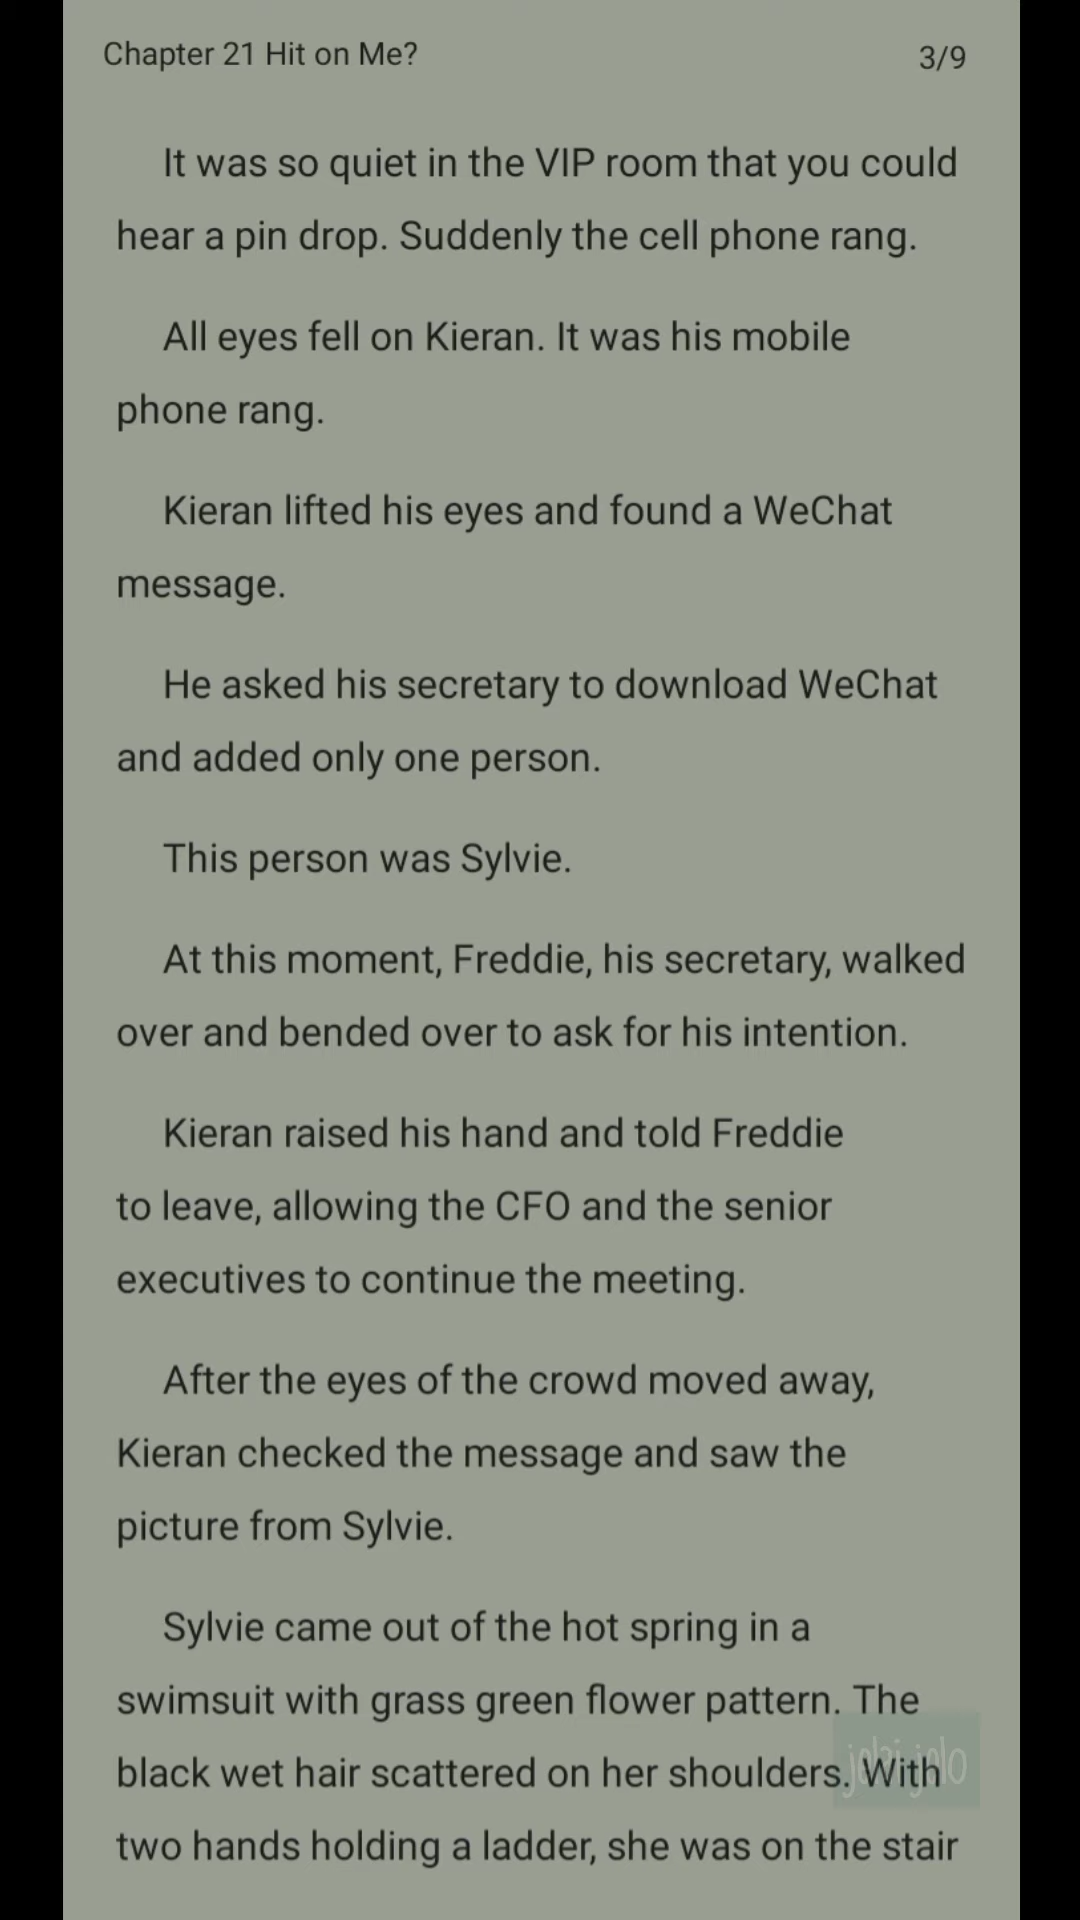 Chapter 21 Hit on Me?
3/9
It was so quiet in the VIP room that you could
hear a pin drop. Suddenly the cell phone rang.
All eyes fell on Kieran. It was his mobile
phone rang.
Kieran lifted his eyes and found a WeChat
message.
He asked his secretary to download WeChat
and added only one person.
This person was Sylvie.
At this moment, Freddie, his secretary, walked
over and bended over to ask for his intention.
Kieran raised his hand and told Freddie
to leave, allowing the CFO and the senior
executives to continue the meeting.
After the eyes of the crowd moved away,
Kieran checked the message and saw the
picture from Sylvie.
Sylvie came out of the hot spring in a
swimsuit with grass green flower pattern. The
black wet hair scattered on her shoulders. With
two hands holding a ladder, she was on the stair